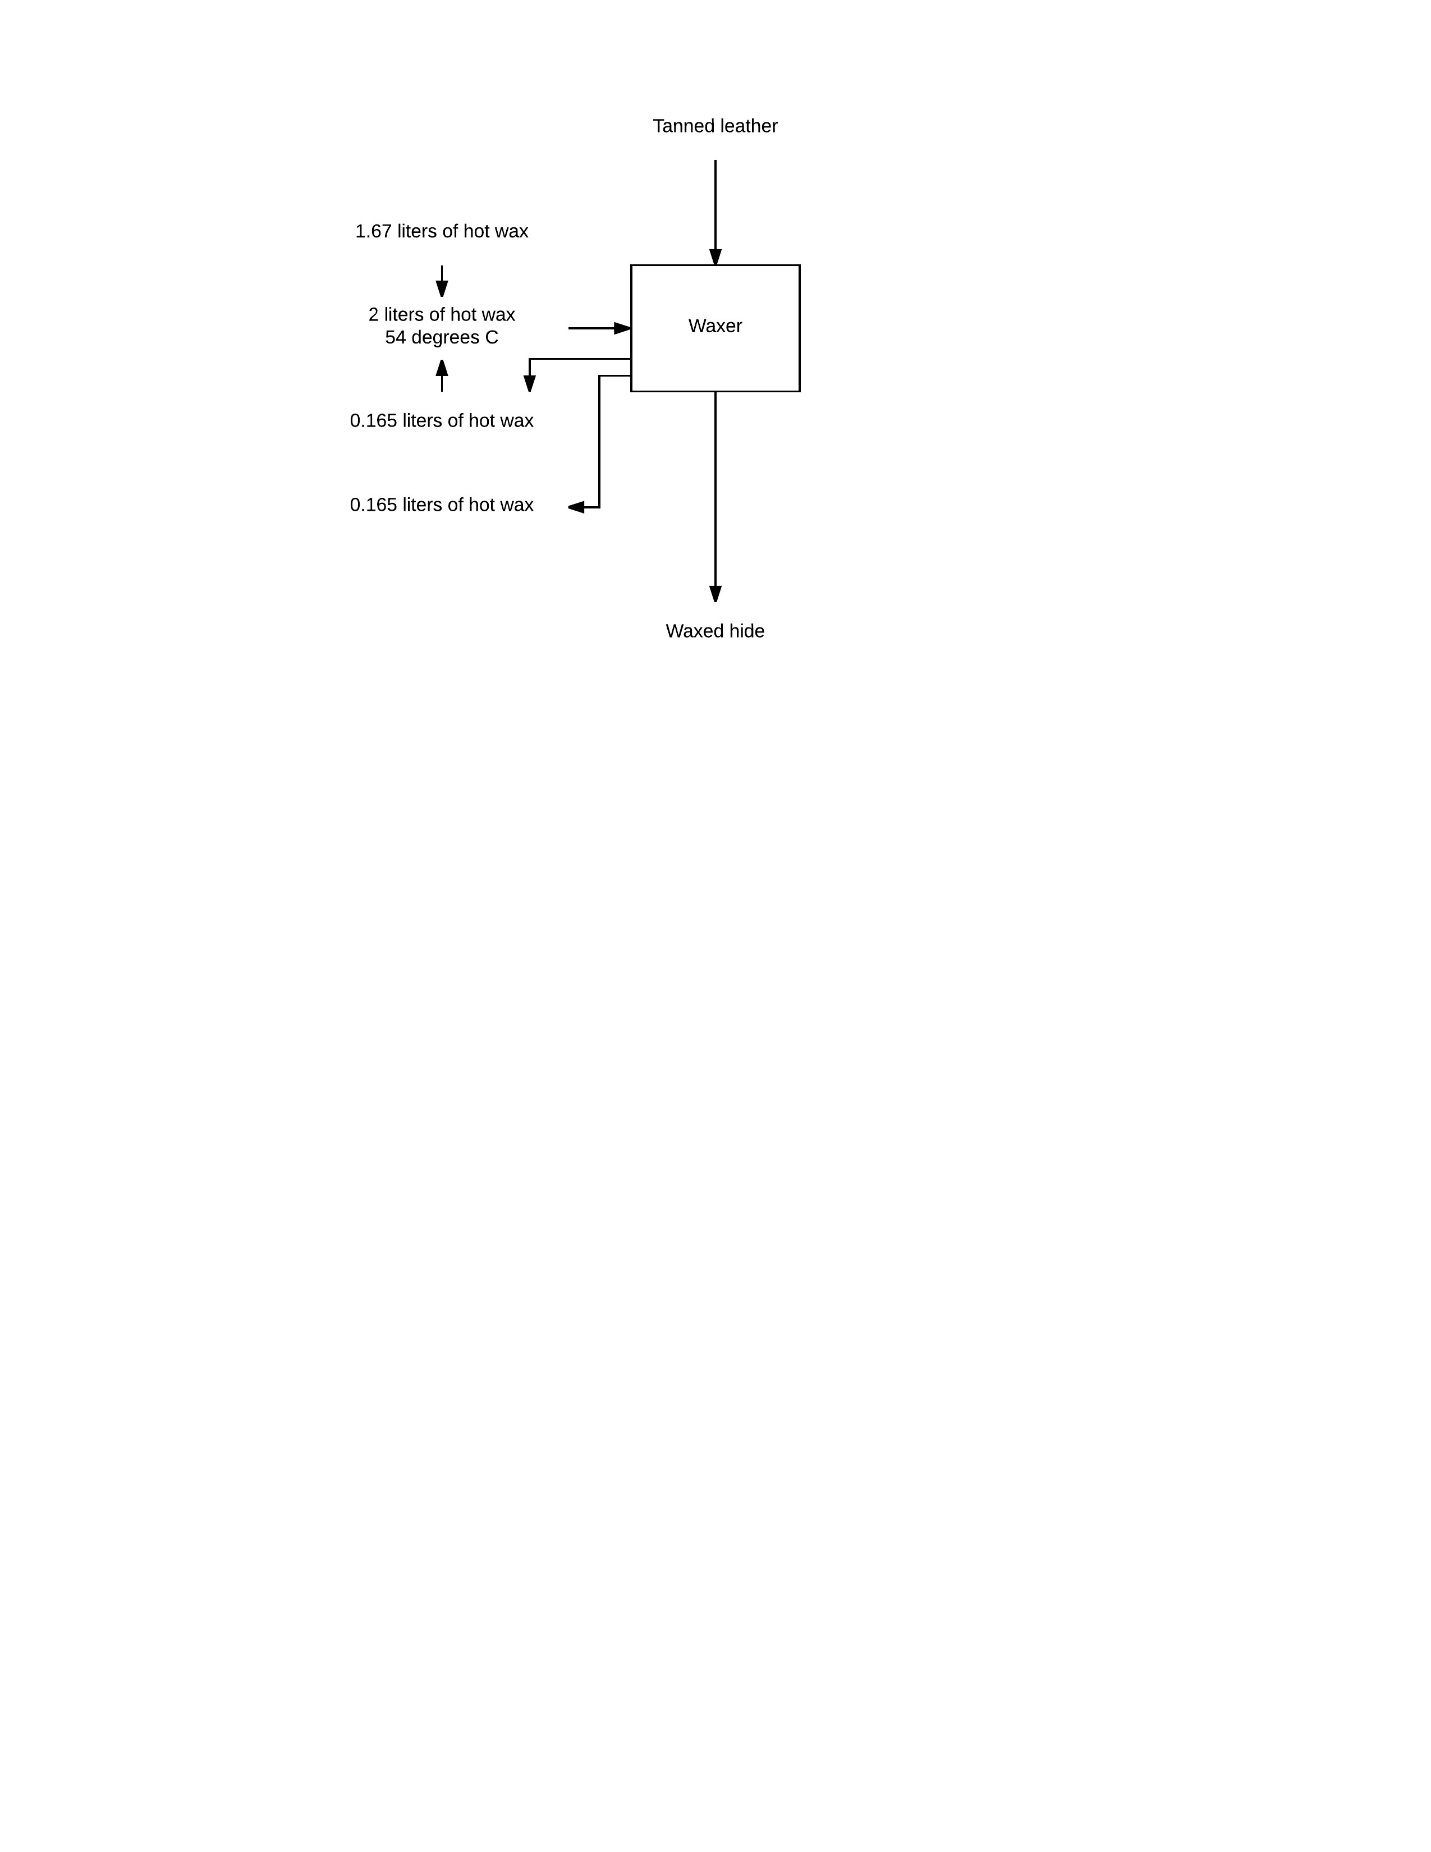 Tanned leather
1.67 liters of hot wax
2 liters of hot wax
54 degrees C
Waxer
0.165 liters of hot wax
0.165 liters of hot wax
Waxed hide